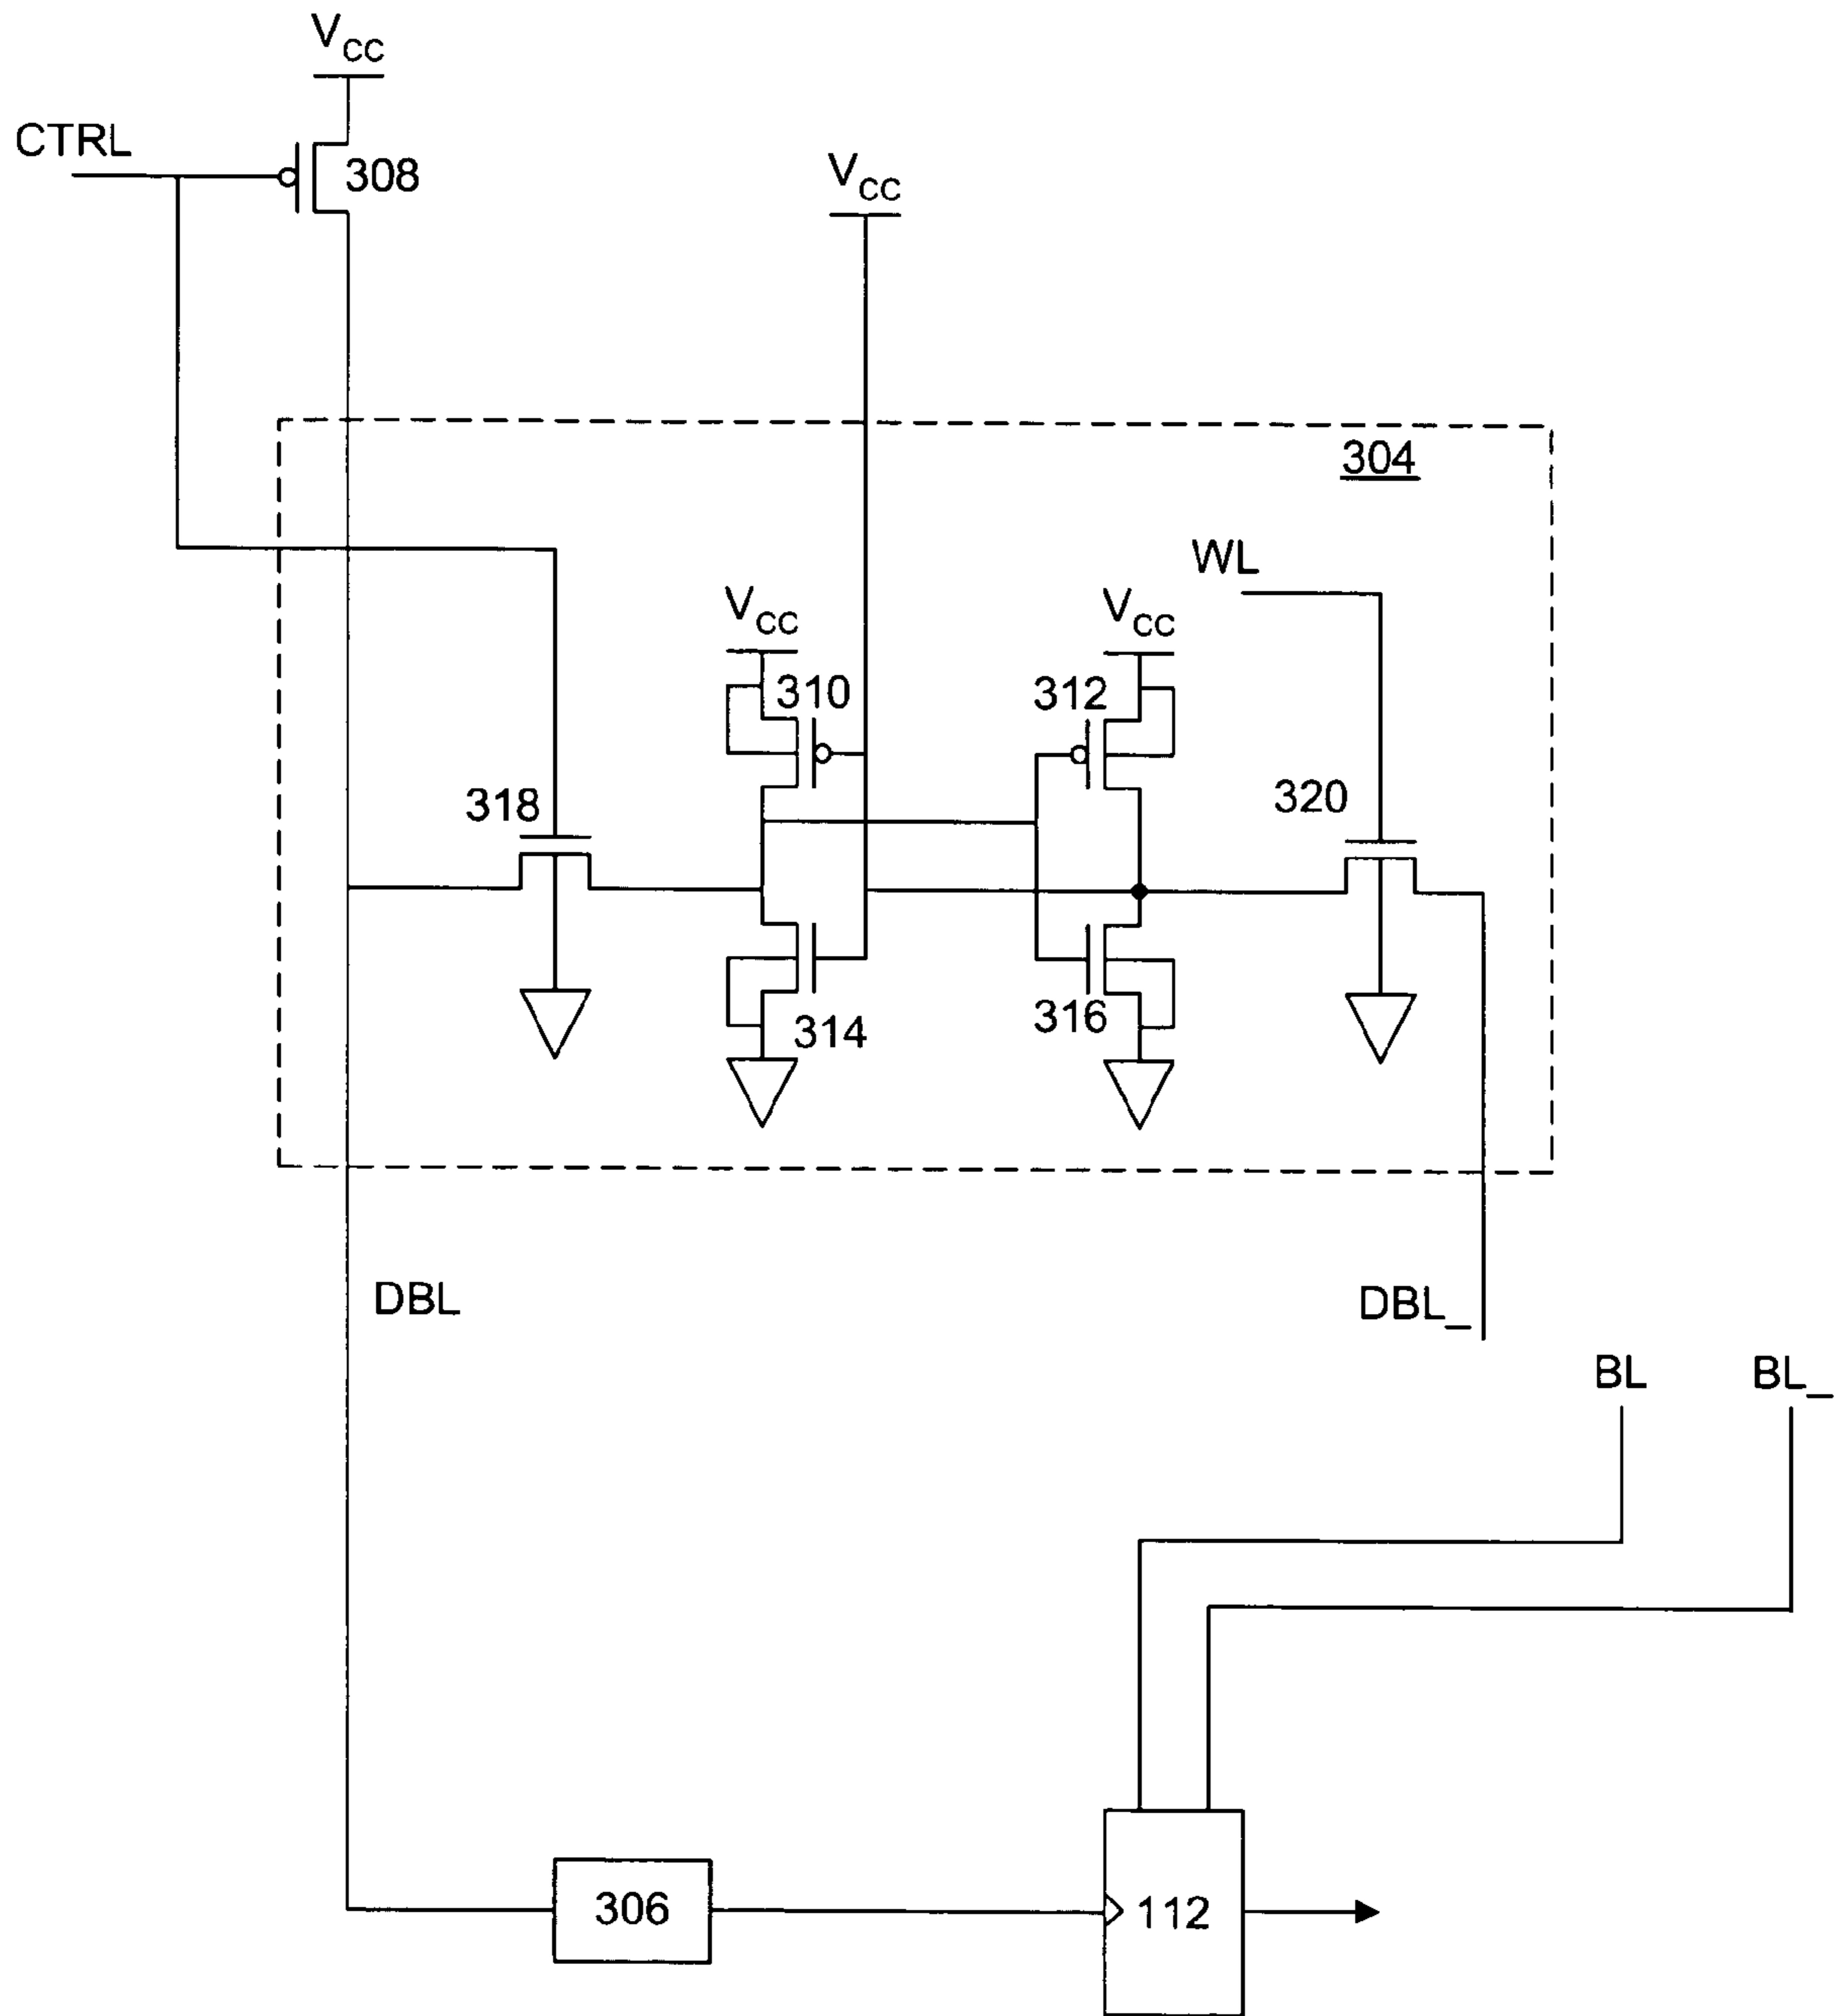 VCC
CTRL
308
VCC
304
WL
VCC
VCC
310
312
318
320
314
316
DBL
DBL_
BL
BL_
306
112